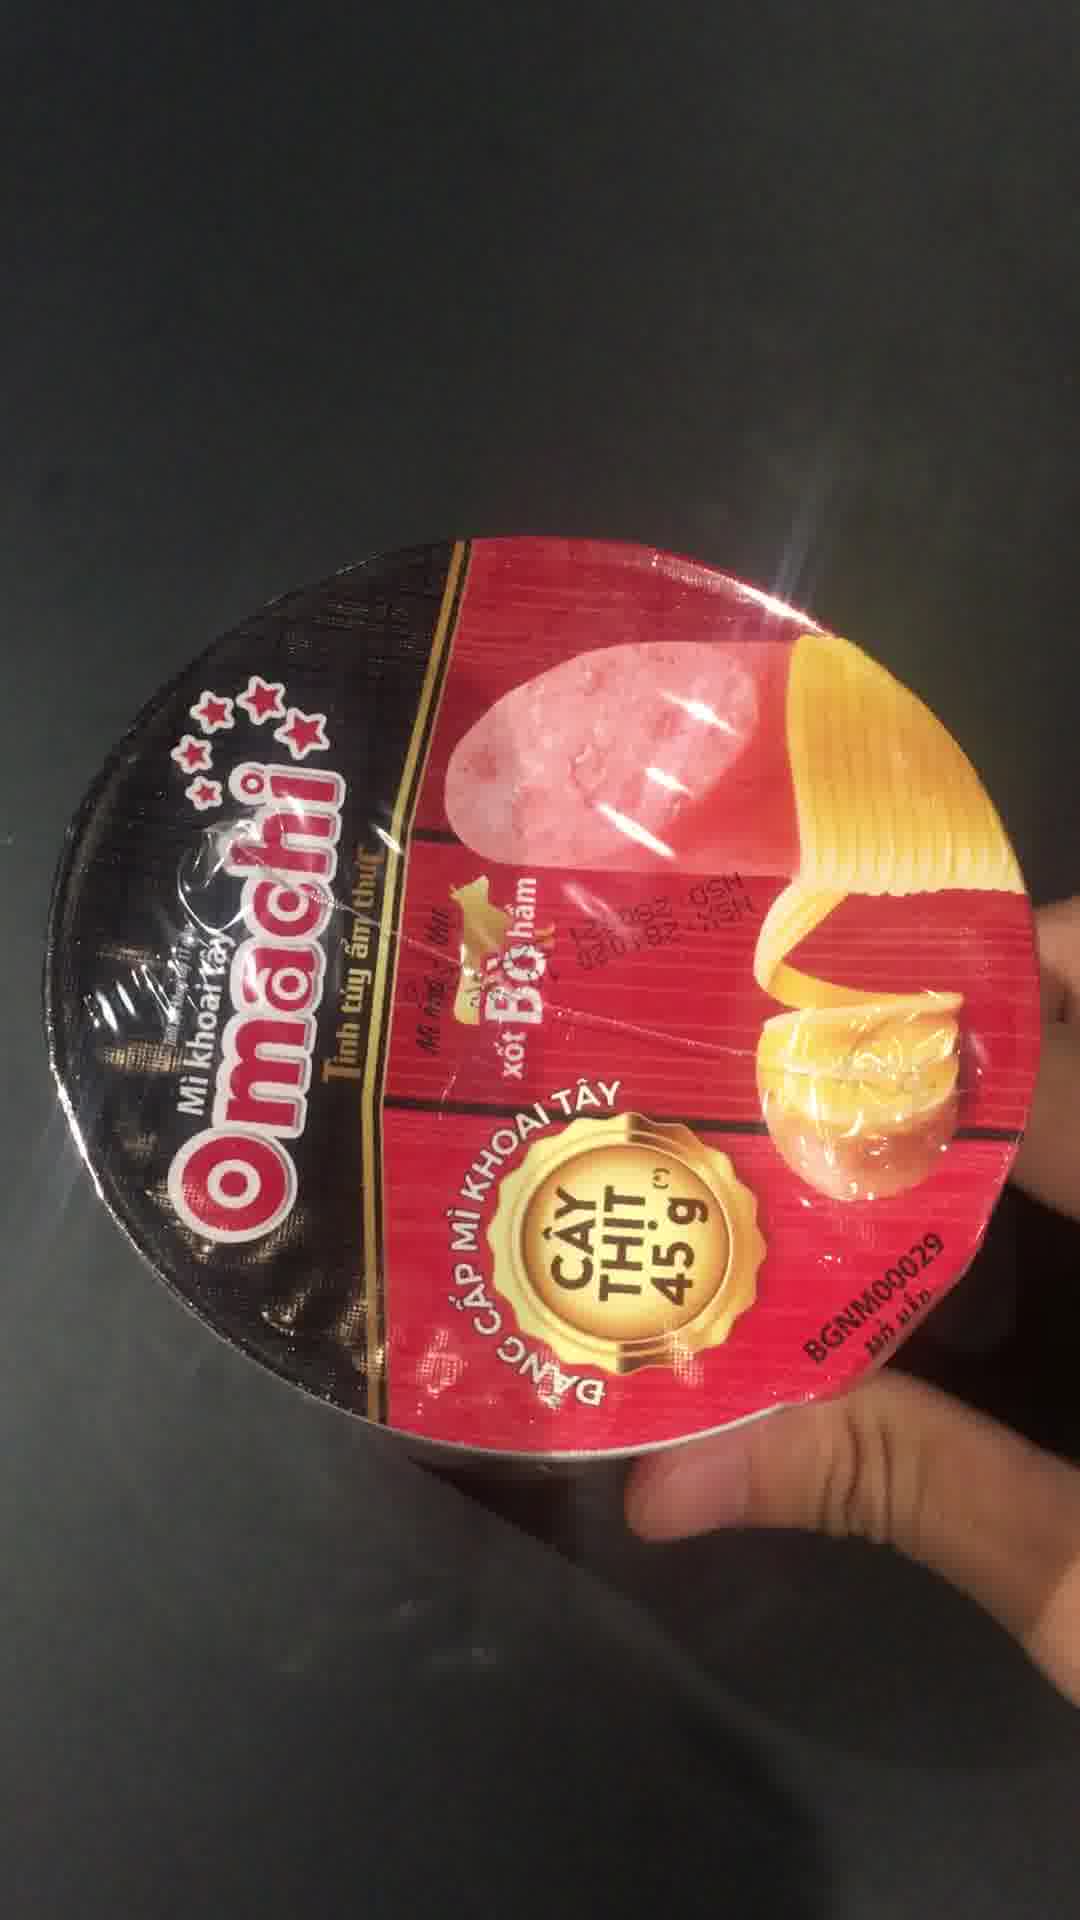 Mì khoai tây
Omachi
Tinh túy ẩm thực
xốt Bò hầm
ĐẲNG CẤP MÌ KHOAI TÂY
CÂY
THỊT
45 g (*)
BGNM00029